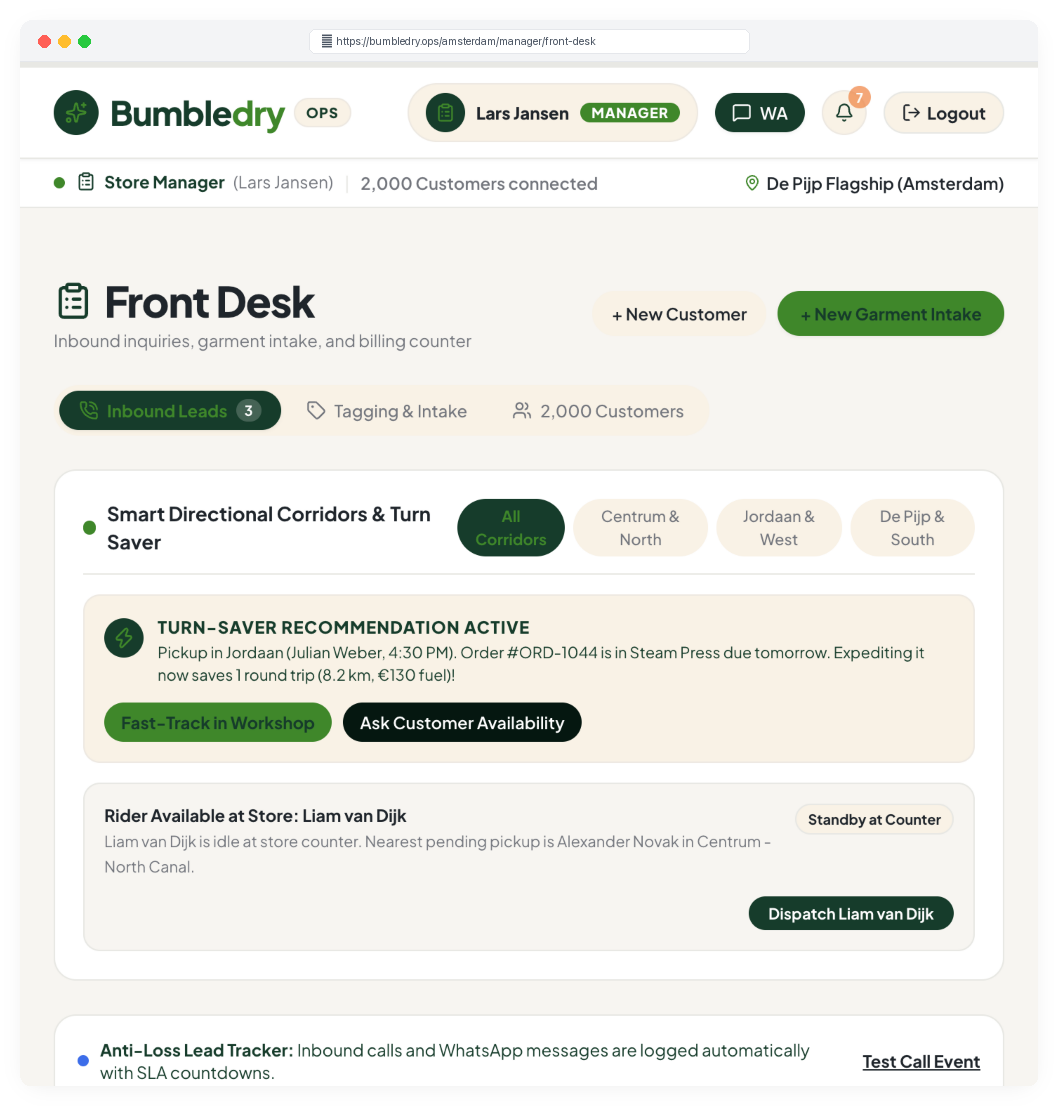 https://bumbledry.ops/amsterdam/manager/front-desk
Bumbledry OPS
Lars Jansen MANAGER
WA
7
Logout
Store Manager (Lars Jansen)
2,000 Customers connected
De Pijp Flagship (Amsterdam)
Front Desk
Inbound inquiries, garment intake, and billing counter
+ New Customer
+ New Garment Intake
Inbound Leads 3
Tagging & Intake
2,000 Customers
Smart Directional Corridors & Turn
Saver
All
Corridors
Centrum &
North
Jordaan &
West
De Pijp &
South
TURN-SAVER RECOMMENDATION ACTIVE
Pickup in Jordaan (Julian Weber, 4:30 PM). Order #ORD-1044 is in Steam Press due tomorrow. Expediting it
now saves 1 round trip (8.2 km, €130 fuel)!
Fast-Track in Workshop
Ask Customer Availability
Rider Available at Store: Liam van Dijk
Standby at Counter
Liam van Dijk is idle at store counter. Nearest pending pickup is Alexander Novak in Centrum -
North Canal.
Dispatch Liam van Dijk
Anti-Loss Lead Tracker: Inbound calls and WhatsApp messages are logged automatically
with SLA countdowns.
Test Call Event